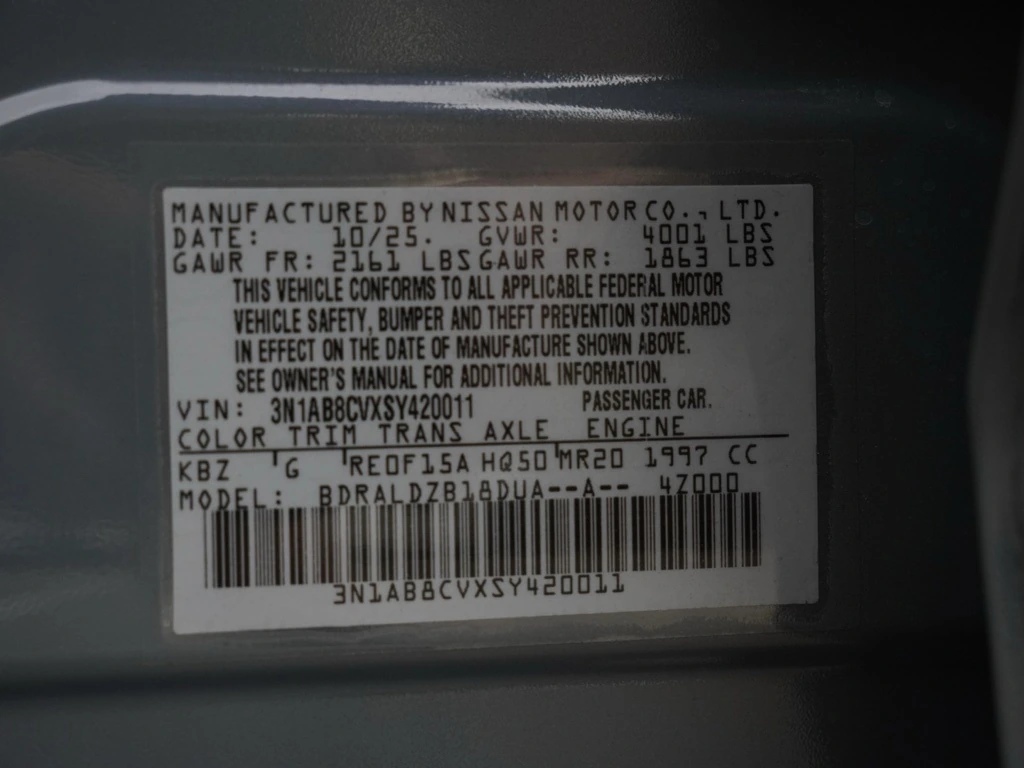 MANUFACTURED BY NISSAN MOTOR CO., LTD.
DATE: 10/25. GVWR: 4001 LBS
GAWR FR: 2161 LBS GAWR RR: 1863 LBS
THIS VEHICLE CONFORMS TO ALL APPLICABLE FEDERAL MOTOR
VEHICLE SAFETY, BUMPER AND THEFT PREVENTION STANDARDS
IN EFFECT ON THE DATE OF MANUFACTURE SHOWN ABOVE.
SEE OWNER'S MANUAL FOR ADDITIONAL INFORMATION.
VIN: 3N1AB8CVXSY420011 PASSENGER CAR.
COLOR TRIM TRANS AXLE ENGINE
KBZ G RE0F15A HQ50 MR20 1997 CC
MODEL: BDRALDZB18DUA--A-- 4Z000
3N1AB8CVXSY420011